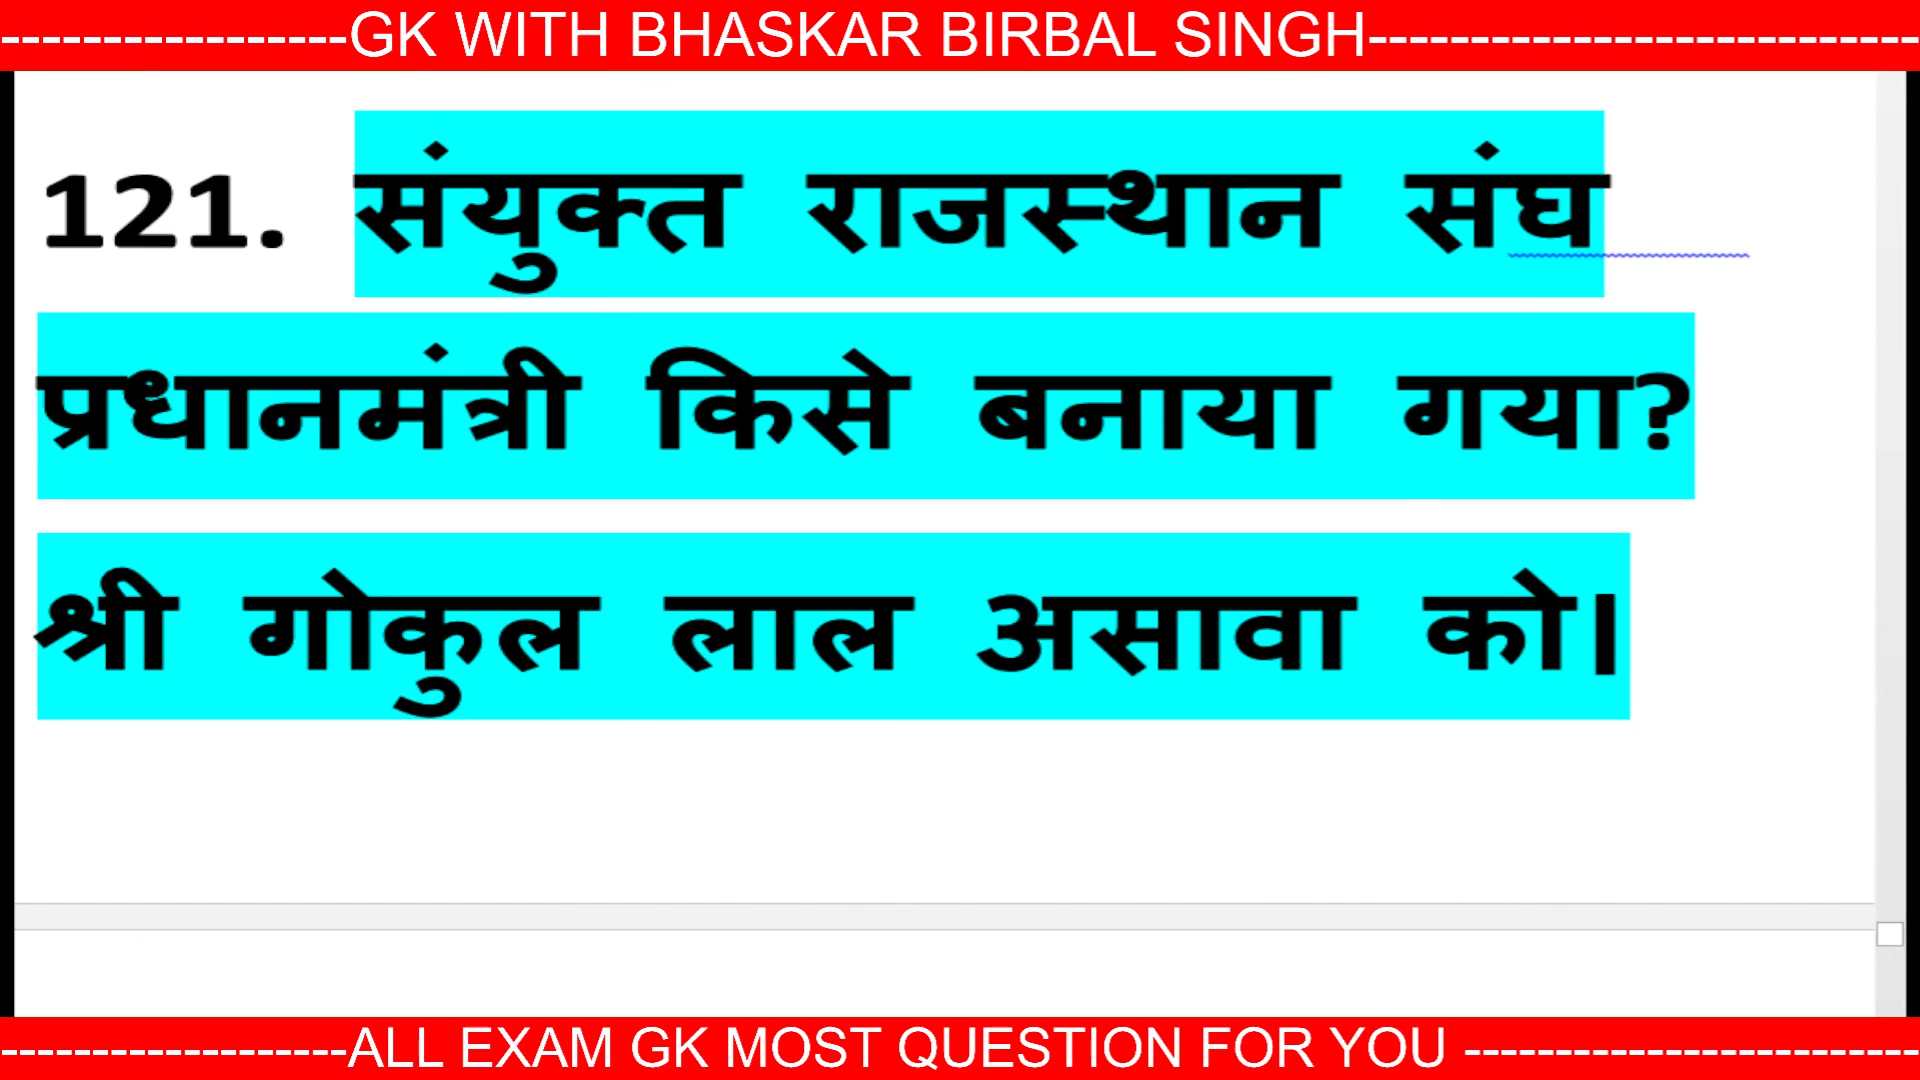 -----------------GK WITH BHASKAR BIRBAL SINGH---------------------------
121. संयुक्त राजस्थान संघ
प्रधानमंत्री किसे बनाया गया?
श्री गोकुल लाल असावा को।
-----------------ALL EXAM GK MOST QUESTION FOR YOU ----------------------